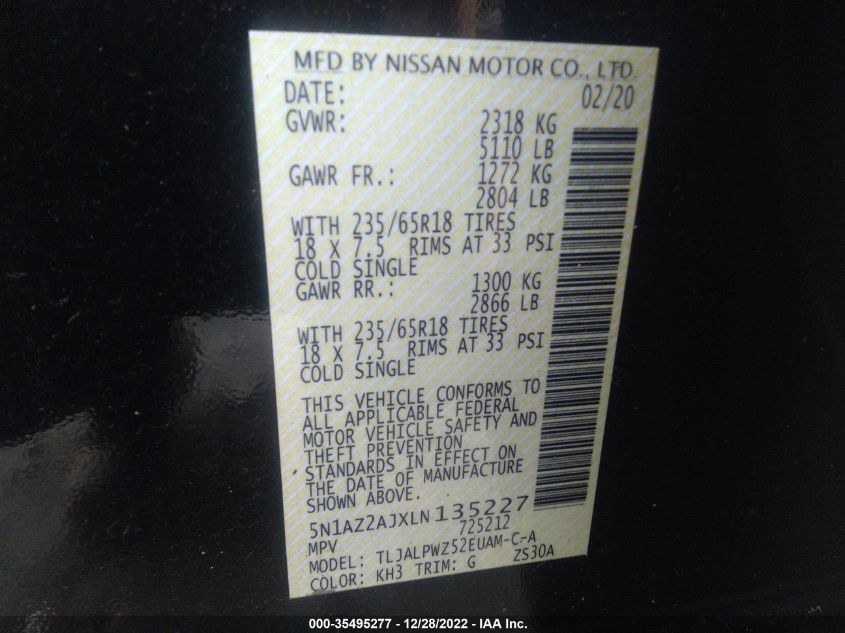 MFD BY NISSAN MOTOR CO., LTD.
DATE: 02/20
GVWR: 2318 KG
5110 LB
GAWR FR.: 1272 KG
2804 LB
WITH 235/65R18 TIRES
18 X 7.5 RIMS AT 33 PSI
COLD SINGLE
GAWR RR.: 1300 KG
2866 LB
WITH 235/65R18 TIRES
18 X 7.5 RIMS AT 33 PSI
COLD SINGLE
THIS VEHICLE CONFORMS TO
ALL APPLICABLE FEDERAL
MOTOR VEHICLE SAFETY AND
THEFT PREVENTION
STANDARDS IN EFFECT ON
THE DATE OF MANUFACTURE
SHOWN ABOVE.
5N1AZ2AJXLN135227
MPV 725212
MODEL: TLJALPWZ52EUAM-C-A
COLOR: KH3 TRIM: G ZS30A
000-35495277 - 12/28/2022 - IAA Inc.